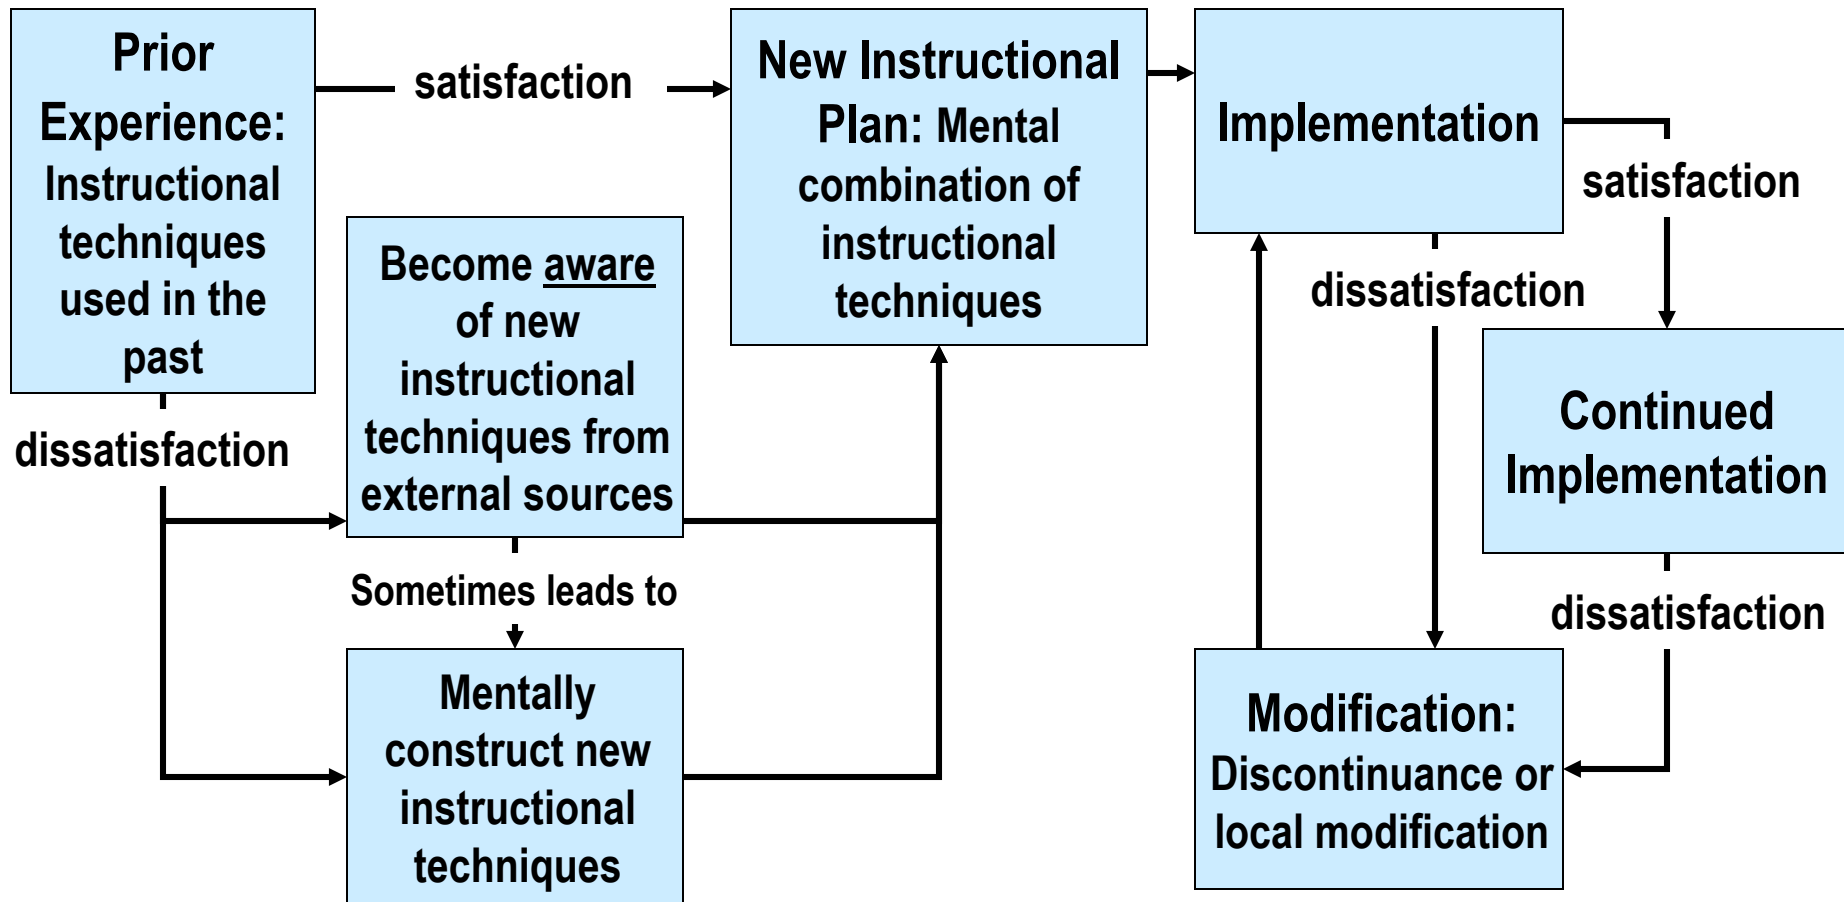 Prior
Experience:
Instructional
techniques
used in the
past
satisfaction
dissatisfaction
Become aware
of new
instructional
techniques from
external sources
Sometimes leads to
Mentally
construct new
instructional
techniques
New Instructional
Plan: Mental
combination of
instructional
techniques
Implementation
satisfaction
dissatisfaction
Continued
Implementation
dissatisfaction
Modification:
Discontinuance or
local modification